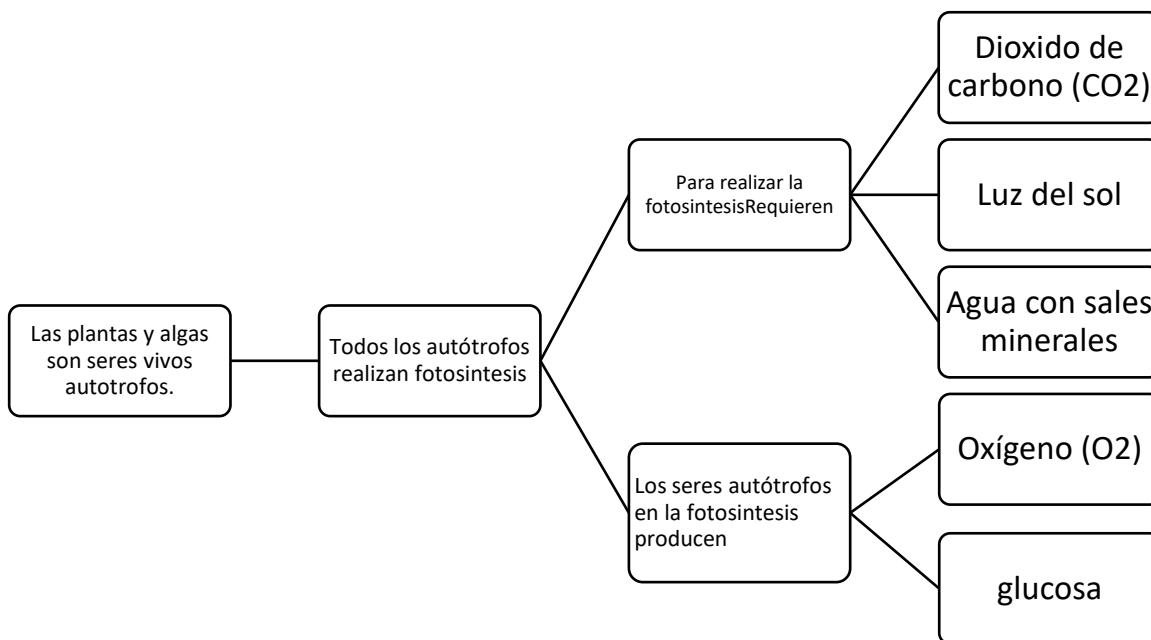 Las plantas y algas
son seres vivos
autotrofos.
Todos los autótrofos
realizan fotosintesis
Para realizar la
fotosintesisRequieren
Dioxido de
carbono (CO2)
Luz del sol
Agua con sales
minerales
Los seres autótrofos
en la fotosintesis
producen
Oxígeno (O2)
glucosa